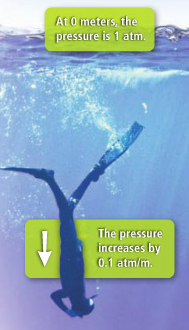 At 0 meters, the
pressure is 1 atm.
The pressure
increases by
0.1 atm/m.